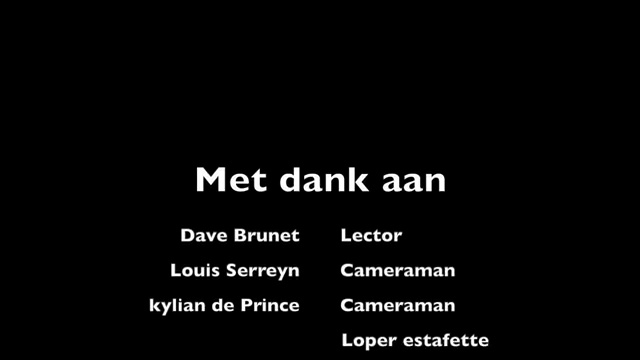 Met dank aan
Dave Brunet Lector
Louis Serreyn Cameraman
kylian de Prince Cameraman
Loper estafette